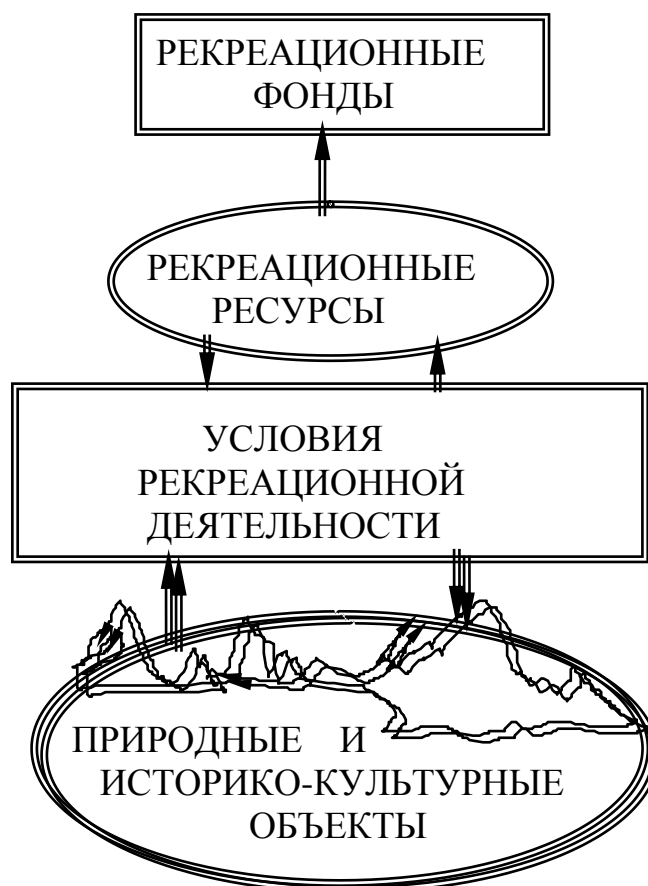 РЕКРЕАЦИОННЫЕ
ФОНДЫ
РЕКРЕАЦИОННЫЕ
РЕСУРСЫ
УСЛОВИЯ
РЕКРЕАЦИОННОЙ
ДЕЯТЕЛЬНОСТИ
ПРИРОДНЫЕ И
ИСТОРИКО-КУЛЬТУРНЫЕ
ОБЪЕКТЫ